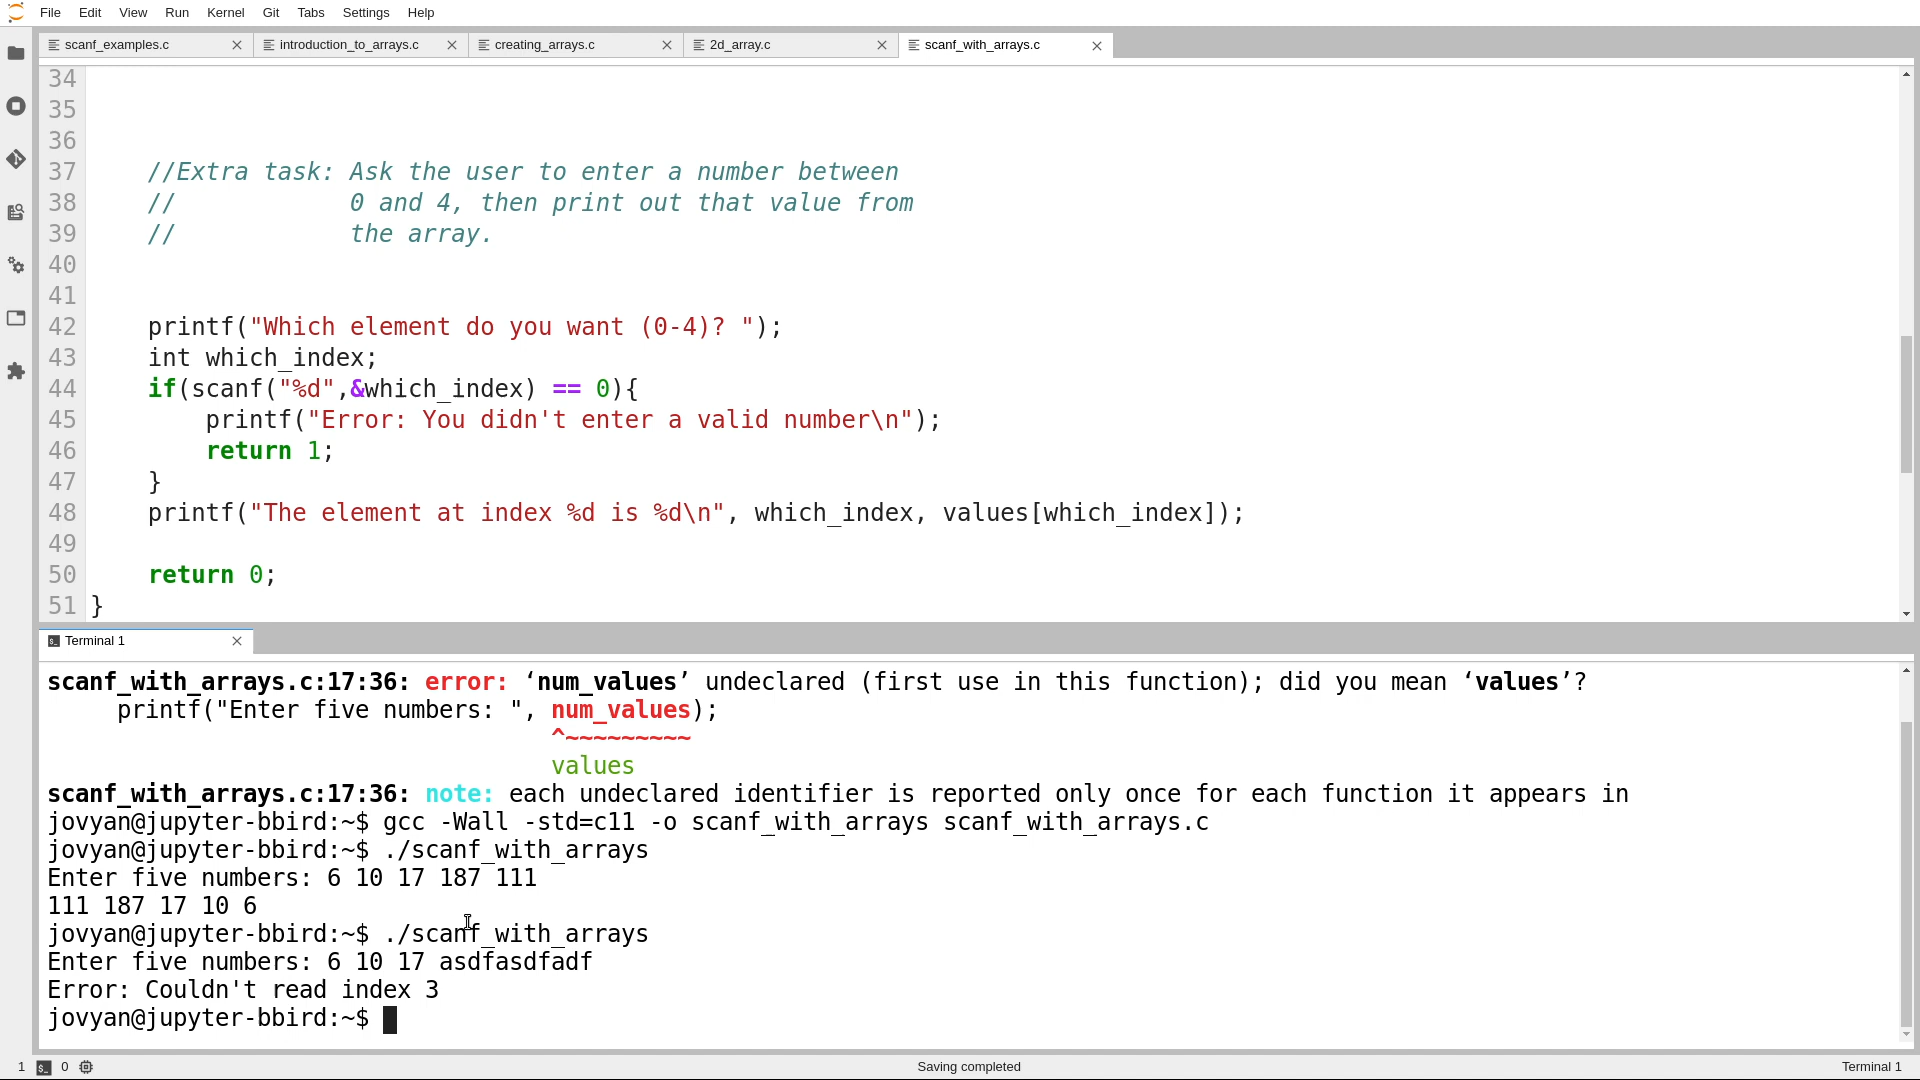 File Edit View Run Kernel Git Tabs Settings Help
scanf_examples.c introduction_to_arrays.c creating_arrays.c 2d_array.c scanf_with_arrays.c
34
35
36
37 //Extra task: Ask the user to enter a number between
38 // 0 and 4, then print out that value from
39 // the array.
40
41
42 printf("Which element do you want (0-4)? ");
43 int which_index;
44 if(scanf("%d",&which_index) == 0){
45 printf("Error: You didn't enter a valid number\n");
46 return 1;
47 }
48 printf("The element at index %d is %d\n", which_index, values[which_index]);
49
50 return 0;
51 }
Terminal 1
scanf_with_arrays.c:17:36: error: ‘num_values’ undeclared (first use in this function); did you mean ‘values’?
printf("Enter five numbers: ", num_values);
^~~~~~~~~~
values
scanf_with_arrays.c:17:36: note: each undeclared identifier is reported only once for each function it appears in
jovyan@jupyter-bbird:~$ gcc -Wall -std=c11 -o scanf_with_arrays scanf_with_arrays.c
jovyan@jupyter-bbird:~$ ./scanf_with_arrays
Enter five numbers: 6 10 17 187 111
111 187 17 10 6
jovyan@jupyter-bbird:~$ ./scanf_with_arrays
Enter five numbers: 6 10 17 asdfasdfadf
Error: Couldn't read index 3
jovyan@jupyter-bbird:~$
1 $_ 0 Saving completed Terminal 1